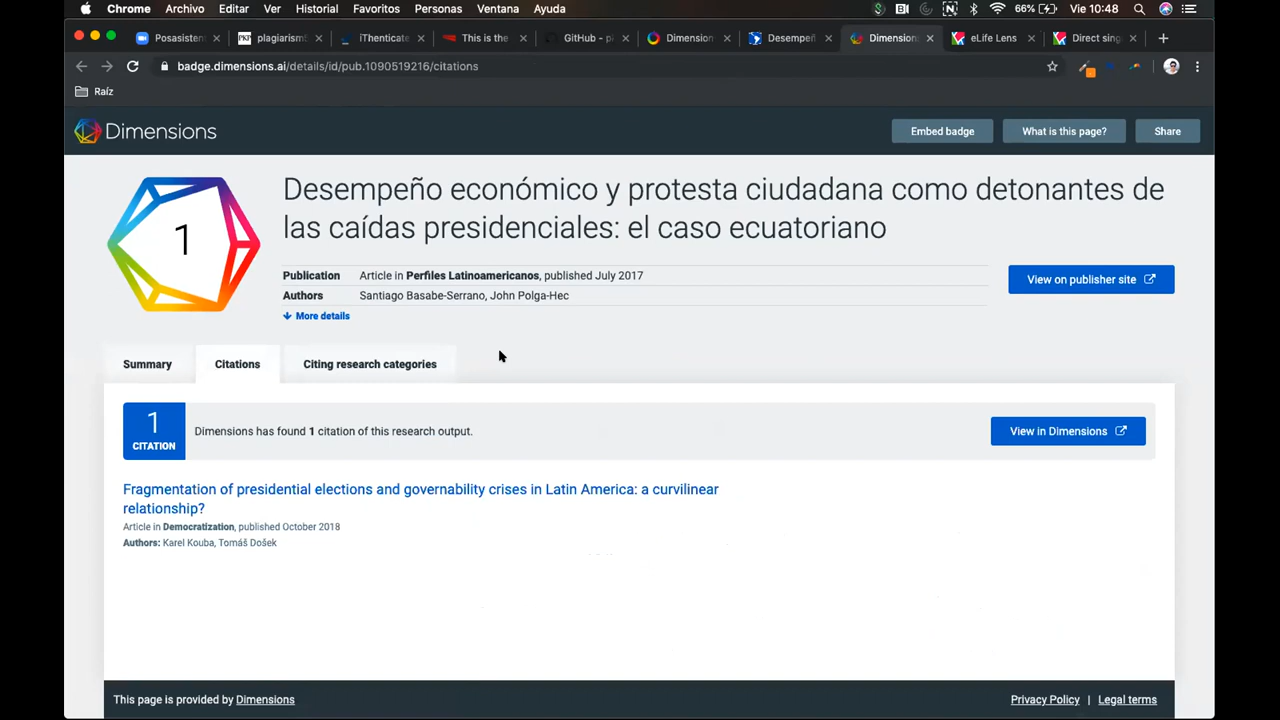 Chrome Archivo Editar Ver Historial Favoritos Personas Ventana Ayuda 66% Vie 10:48
Posasisten × plagiarismE × iThenticate × This is the × GitHub - pi × Dimension × Desempeñ × Dimension × eLife Lens × Direct sing × +
badge.dimensions.ai/details/id/pub.1090519216/citations
Raíz
Dimensions Embed badge What is this page? Share
1
Desempeño económico y protesta ciudadana como detonantes de
las caídas presidenciales: el caso ecuatoriano
Publication Article in Perfiles Latinoamericanos, published July 2017
Authors Santiago Basabe-Serrano, John Polga-Hec
More details
View on publisher site
Summary Citations Citing research categories
1
CITATION
Dimensions has found 1 citation of this research output.
View in Dimensions
Fragmentation of presidential elections and governability crises in Latin America: a curvilinear
relationship?
Article in Democratization, published October 2018
Authors: Karel Kouba, Tomáš Došek
This page is provided by Dimensions Privacy Policy | Legal terms